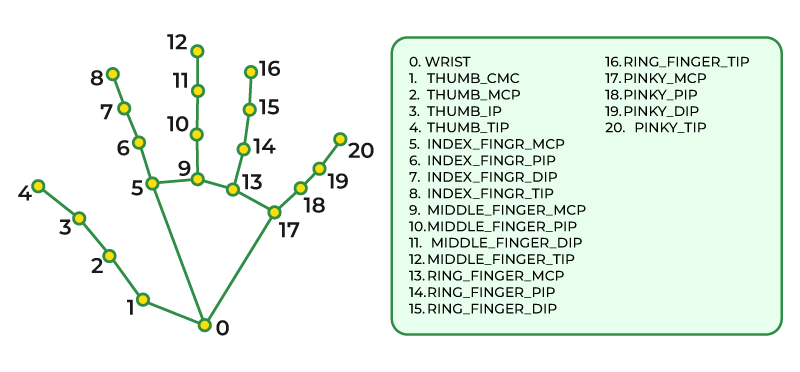 12
16
8
11
15
7
10
6
14
20
9
5
13
19
4
18
3
17
2
1
0
0. WRIST
1. THUMB_CMC
2. THUMB_MCP
3. THUMB_IP
4. THUMB_TIP
5. INDEX_FINGR_MCP
6. INDEX_FINGR_PIP
7. INDEX_FINGR_DIP
8. INDEX_FINGR_TIP
9. MIDDLE_FINGER_MCP
10. MIDDLE_FINGER_PIP
11. MIDDLE_FINGER_DIP
12. MIDDLE_FINGER_TIP
13. RING_FINGER_MCP
14. RING_FINGER_PIP
15. RING_FINGER_DIP
16. RING_FINGER_TIP
17. PINKY_MCP
18. PINKY_PIP
19. PINKY_DIP
20. PINKY_TIP